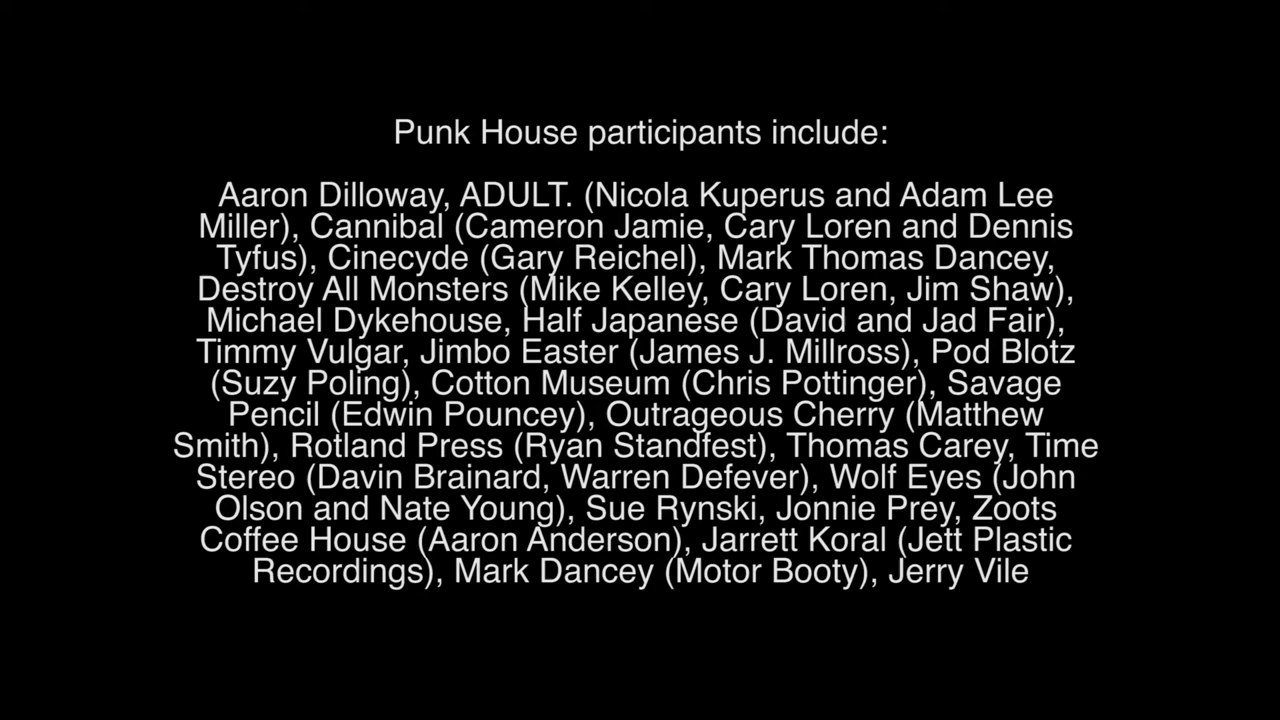 Punk House participants include:
Aaron Dilloway, ADULT. (Nicola Kuperus and Adam Lee
Miller), Cannibal (Cameron Jamie, Cary Loren and Dennis
Tyfus), Cinecyde (Gary Reichel), Mark Thomas Dancey,
Destroy All Monsters (Mike Kelley, Cary Loren, Jim Shaw),
Michael Dykehouse, Half Japanese (David and Jad Fair),
Timmy Vulgar, Jimbo Easter (James J. Millross), Pod Blotz
(Suzy Poling), Cotton Museum (Chris Pottinger), Savage
Pencil (Edwin Pouncey), Outrageous Cherry (Matthew
Smith), Rotland Press (Ryan Standfest), Thomas Carey, Time
Stereo (Davin Brainard, Warren Defever), Wolf Eyes (John
Olson and Nate Young), Sue Rynski, Jonnie Prey, Zoots
Coffee House (Aaron Anderson), Jarrett Koral (Jett Plastic
Recordings), Mark Dancey (Motor Booty), Jerry Vile